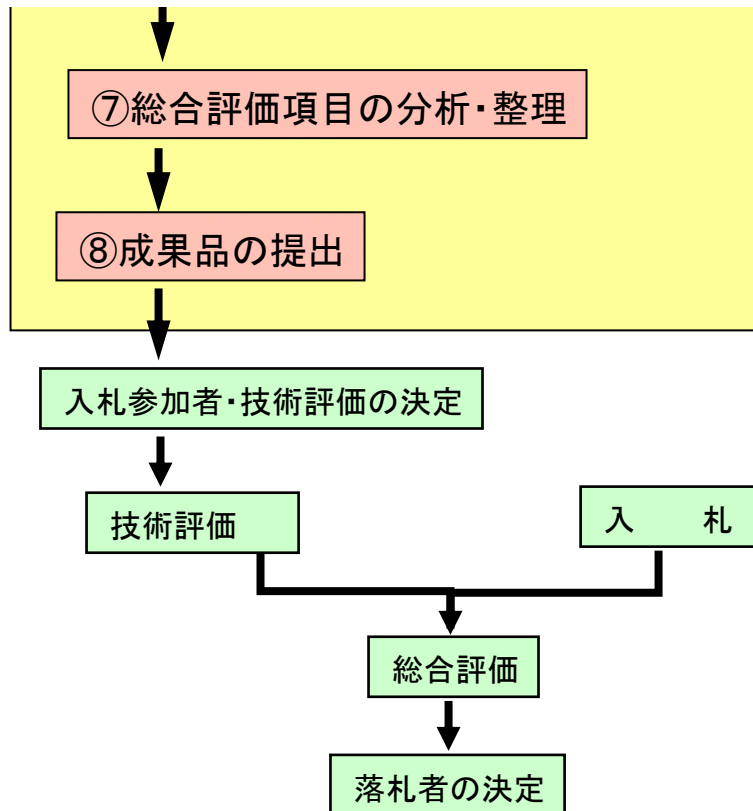 ⑦総合評価項目の分析・整理
⑧成果品の提出
入札参加者・技術評価の決定
技術評価
入　　札
総合評価
落札者の決定